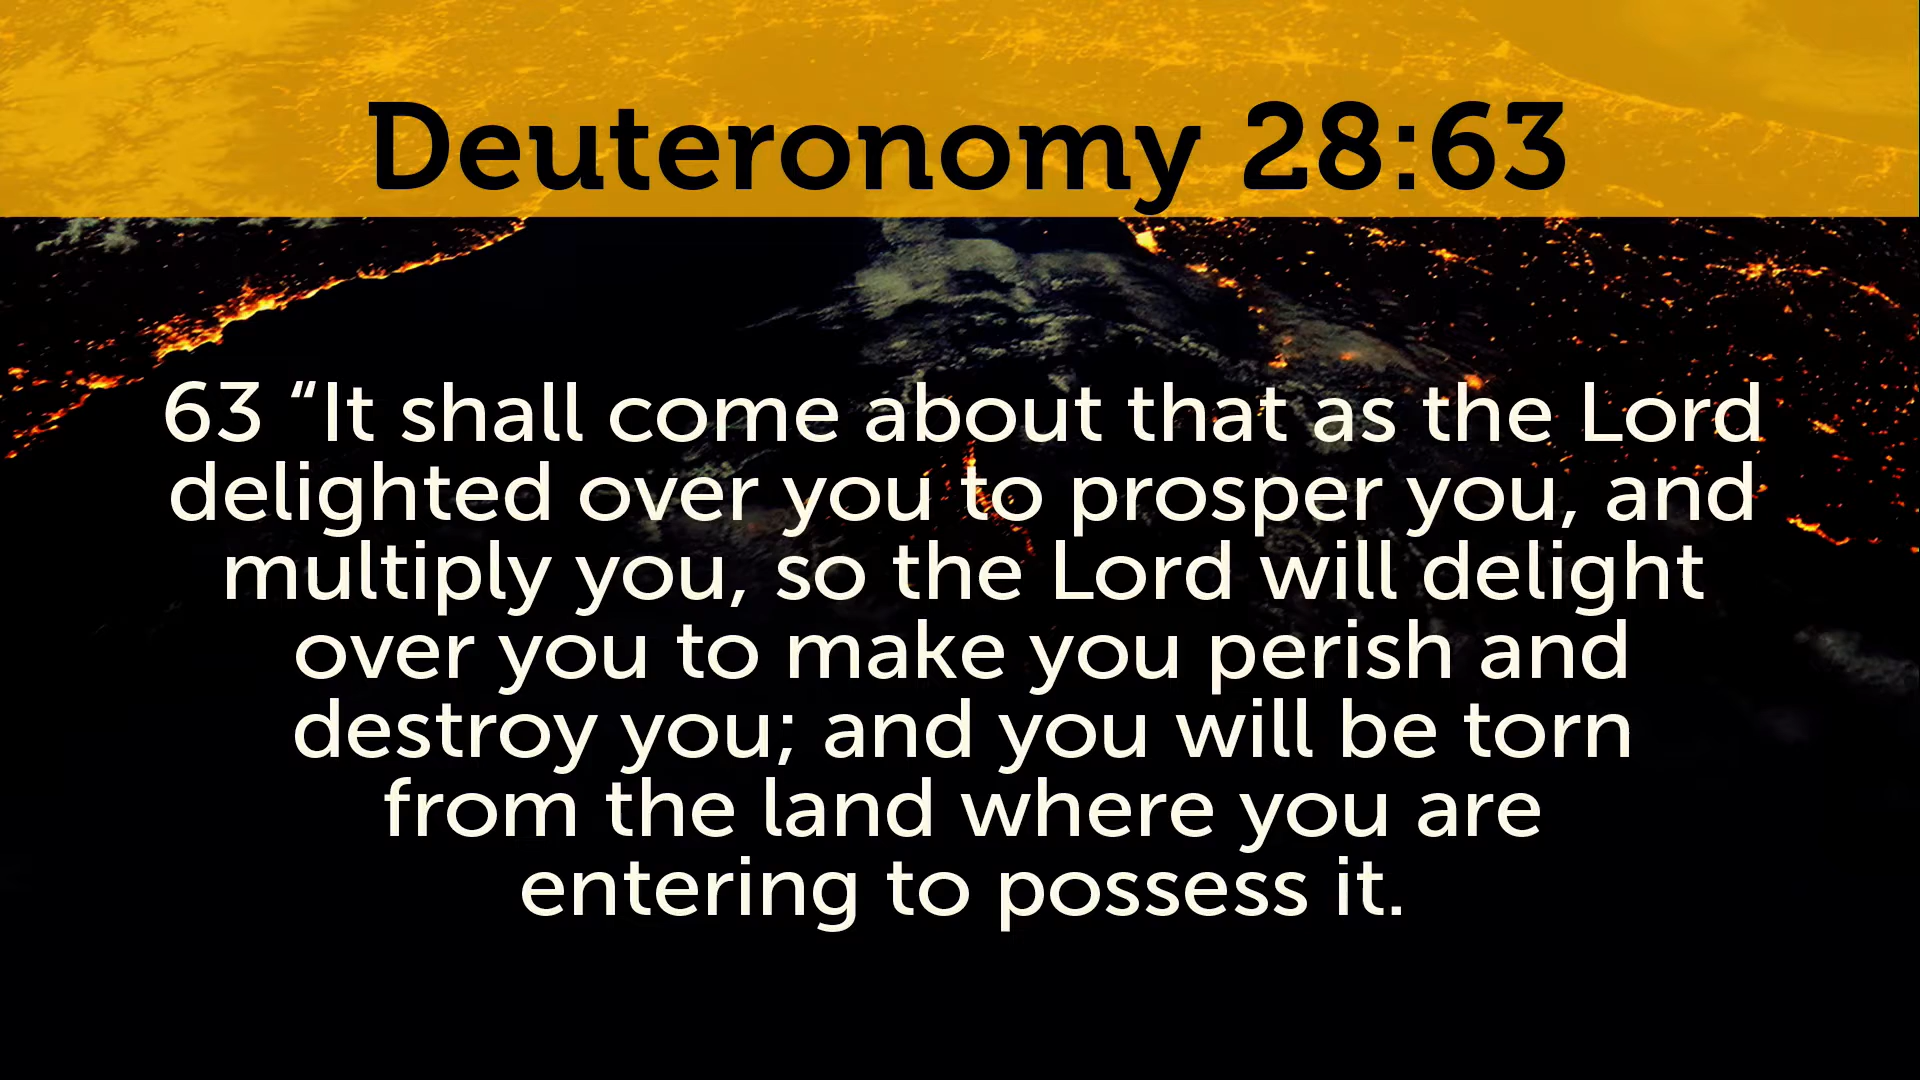 Deuteronomy 28:63
63 “It shall come about that as the Lord
delighted over you to prosper you, and
multiply you, so the Lord will delight
over you to make you perish and
destroy you; and you will be torn
from the land where you are
entering to possess it.